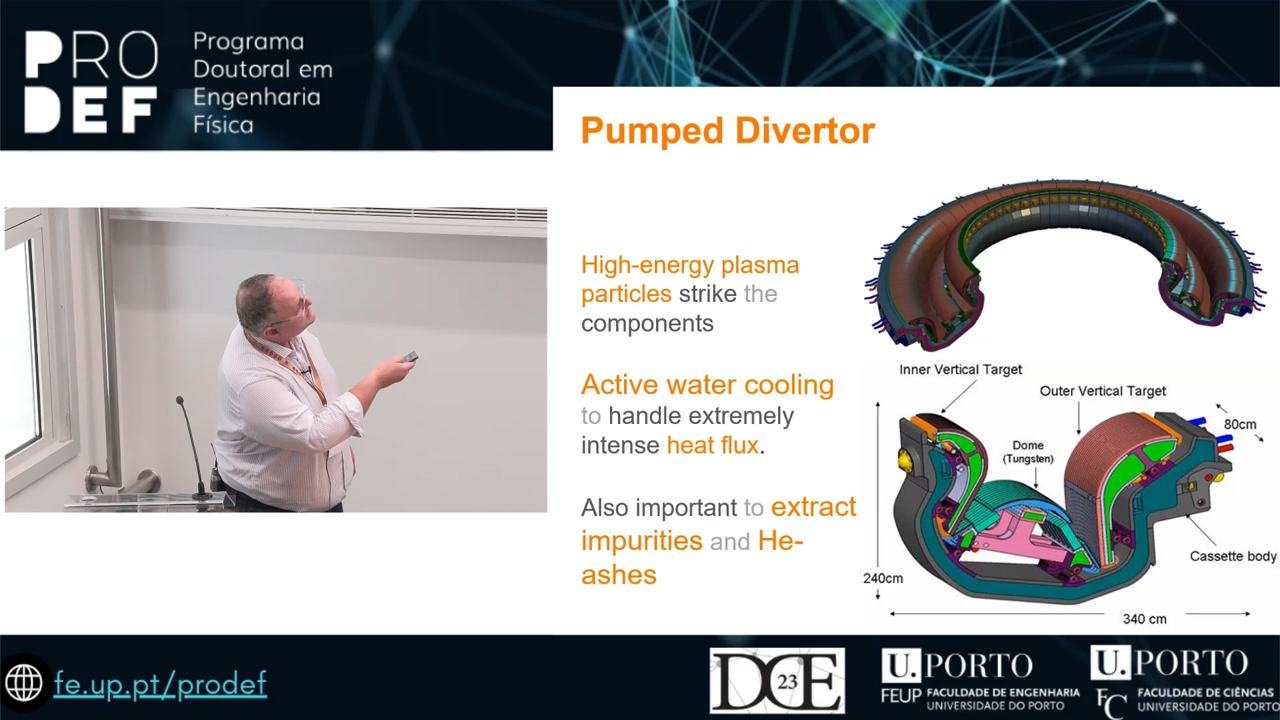 PRO
DEF
Programa
Doutoral em
Engenharia
Física
Pumped Divertor
High-energy plasma
particles strike the
components
Active water cooling
to handle extremely
intense heat flux.
Also important to extract
impurities and He-
ashes
Inner Vertical Target
Outer Vertical Target
80cm
Dome
(Tungsten)
Cassette body
240cm
340 cm
fe.up.pt/prodef
DCE
23
U.PORTO
FEUP FACULDADE DE ENGENHARIA
UNIVERSIDADE DO PORTO
U.PORTO
FC FACULDADE DE CIÊNCIAS
UNIVERSIDADE DO PORTO